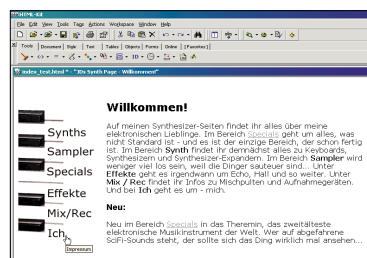 HTML-Kit
File Edit View Tools Tags Actions Workspace Window Help
Tools Document Style Text Tables Objects Forms Online [Favorites]
index_test.html * - "JDs Synth Page - Willkommen!"
Willkommen!
Auf meinen Synthesizer-Seiten findet ihr alles über meine
elektronischen Lieblinge. Im Bereich Specials geht um alles, was
nicht Standard ist - und es ist der einzige Bereich, der schon fertig
ist. Im Bereich Synth findet ihr demnächst alles zu Keyboards,
Synthesizern und Synthesizer-Expandern. Im Bereich Sampler wird
weniger viel los sein, weil die Dinger sauteuer sind... Unter
Effekte geht es irgendwann um Echo, Hall und so weiter. Unter
Mix / Rec findet ihr Infos zu Mischpulten und Aufnahmegeräten.
Und bei Ich geht es um - mich.
Neu:
Neu im Bereich Specials in das Theremin, das zweitälteste
elektronische Musikinstrument der Welt. Wer auf abgefahrene
SciFi-Sounds steht, der sollte sich das Ding wirklich mal ansehen...
Synths
Sampler
Specials
Effekte
Mix/Rec
Ich
Impressum